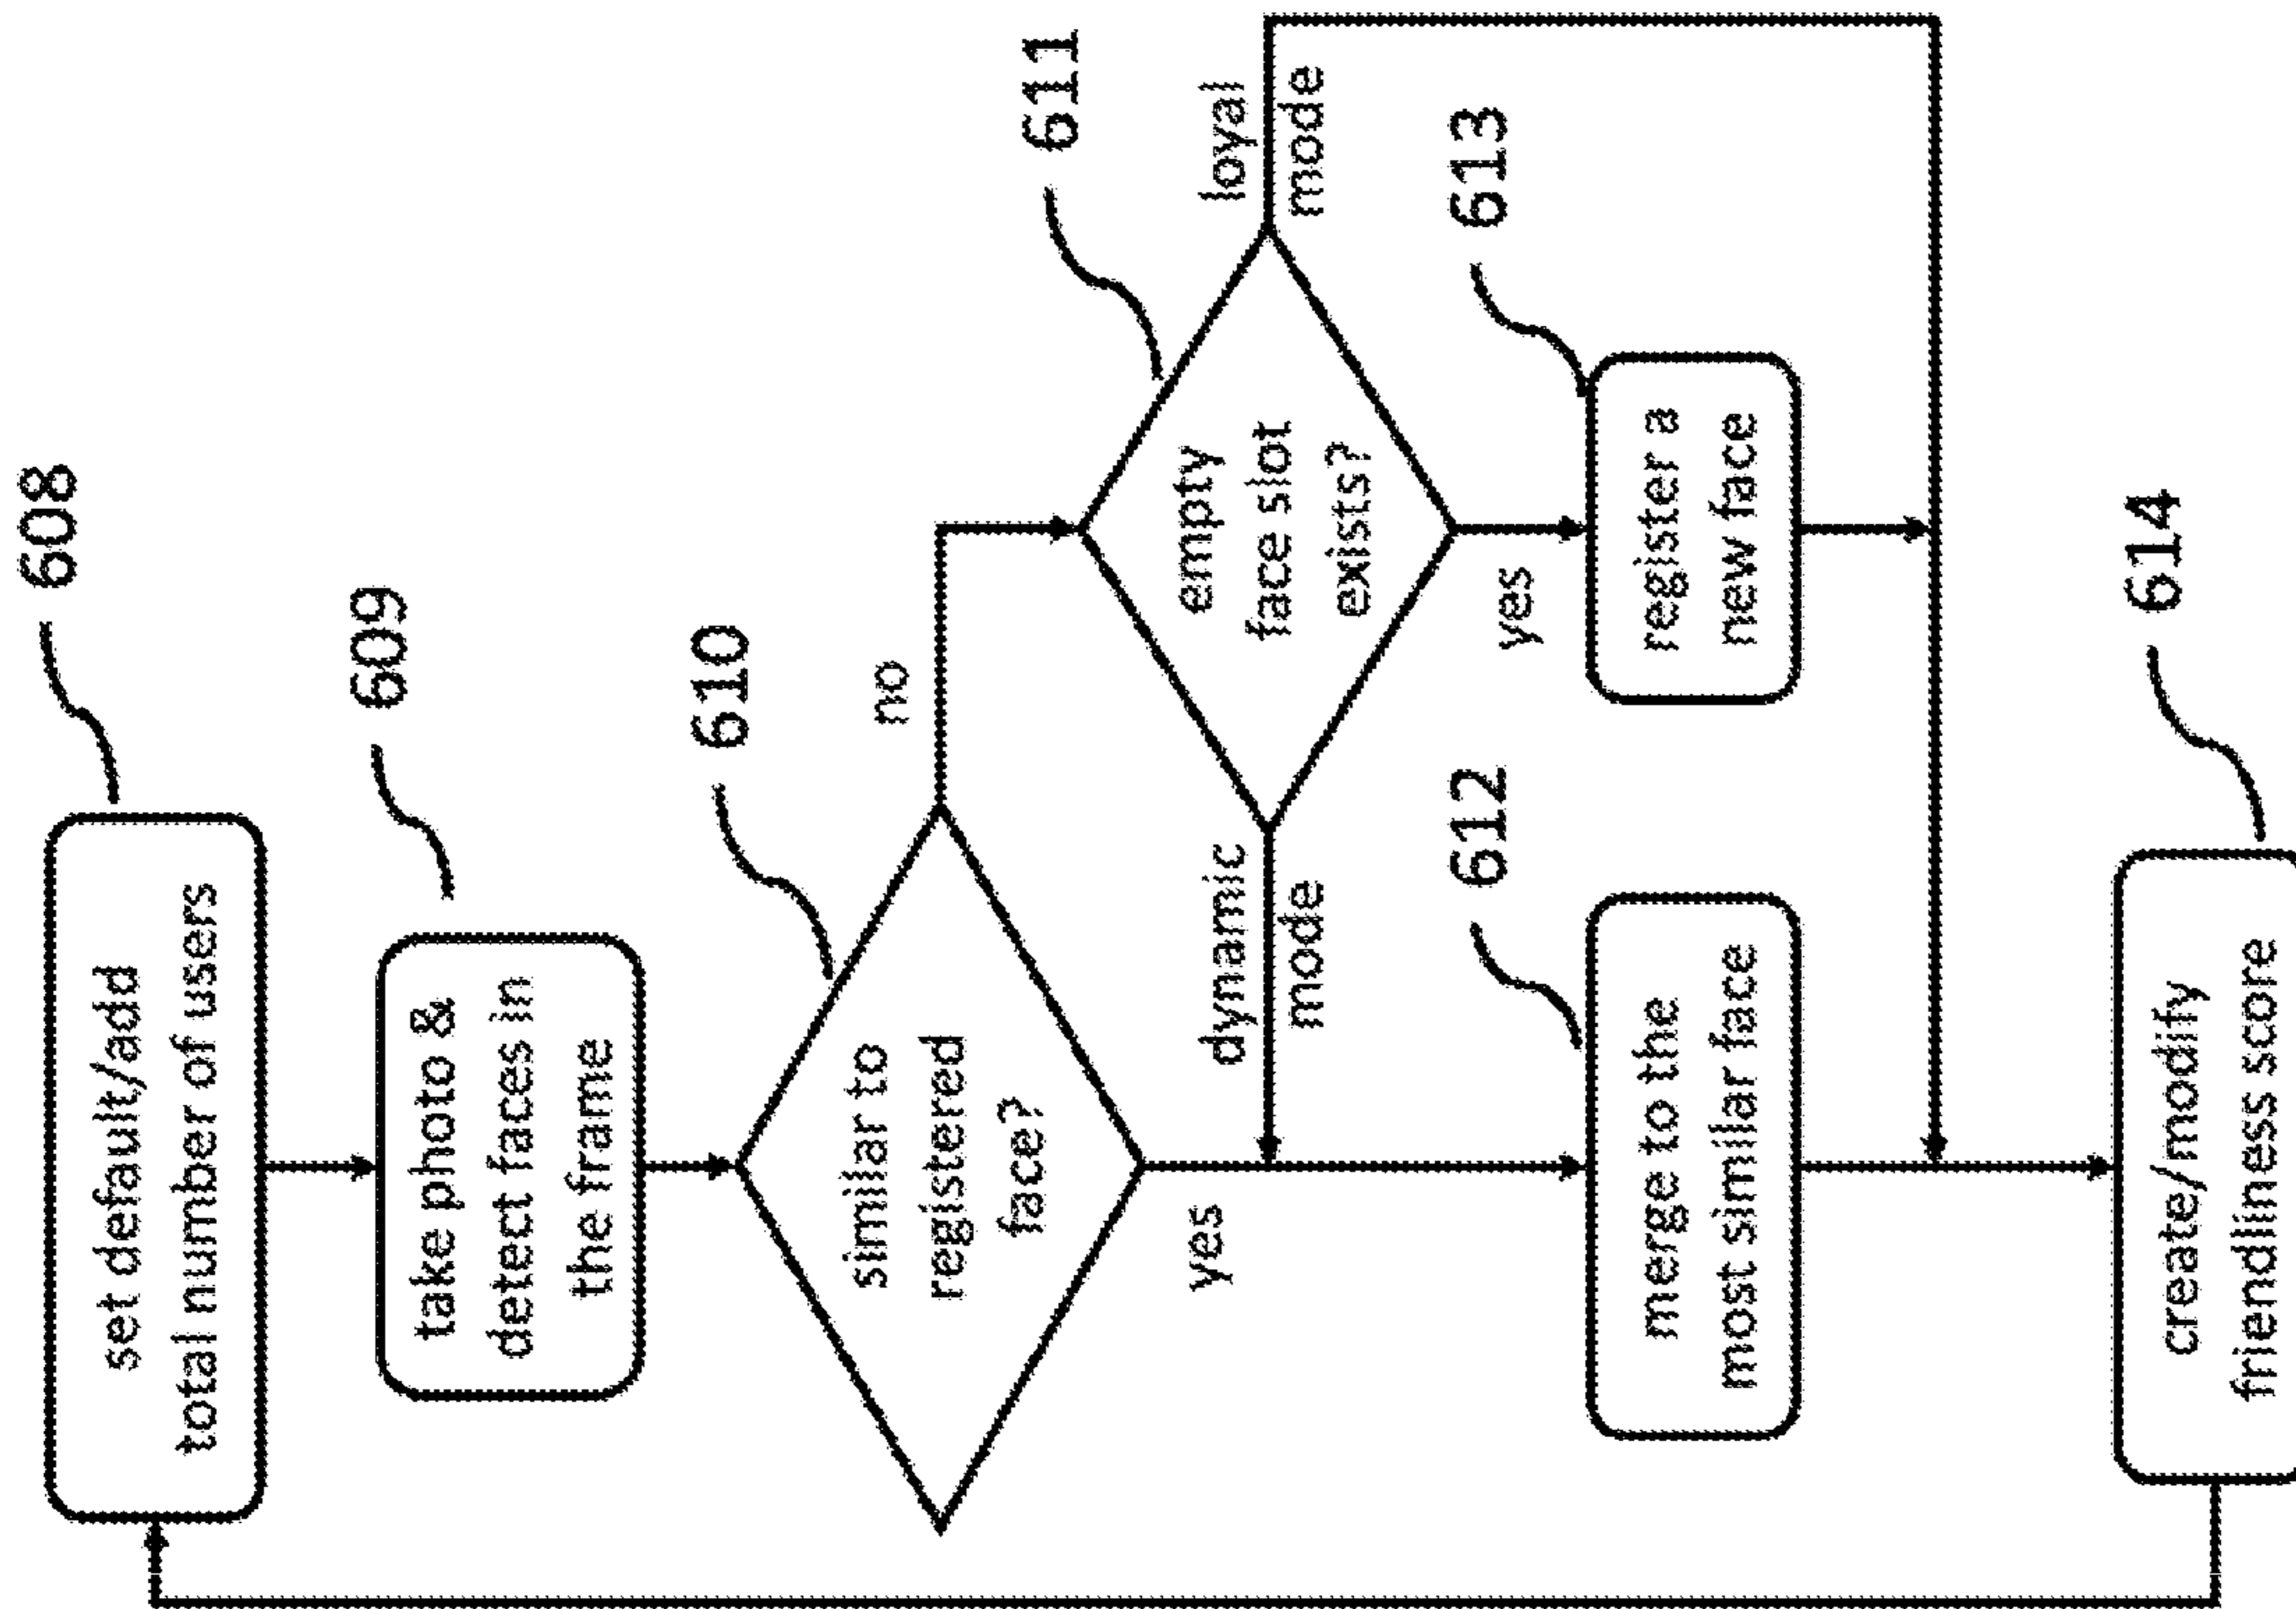 608
set default/add
total number of users
609
take photo &
detect faces in
the frame
610
similar to
registered
face?
no
yes
611
empty
face slot
exists?
loyal
mode
dynamic
mode
yes
612
merge to the
most similar face
613
register a
new face
614
create/modify
friendliness score